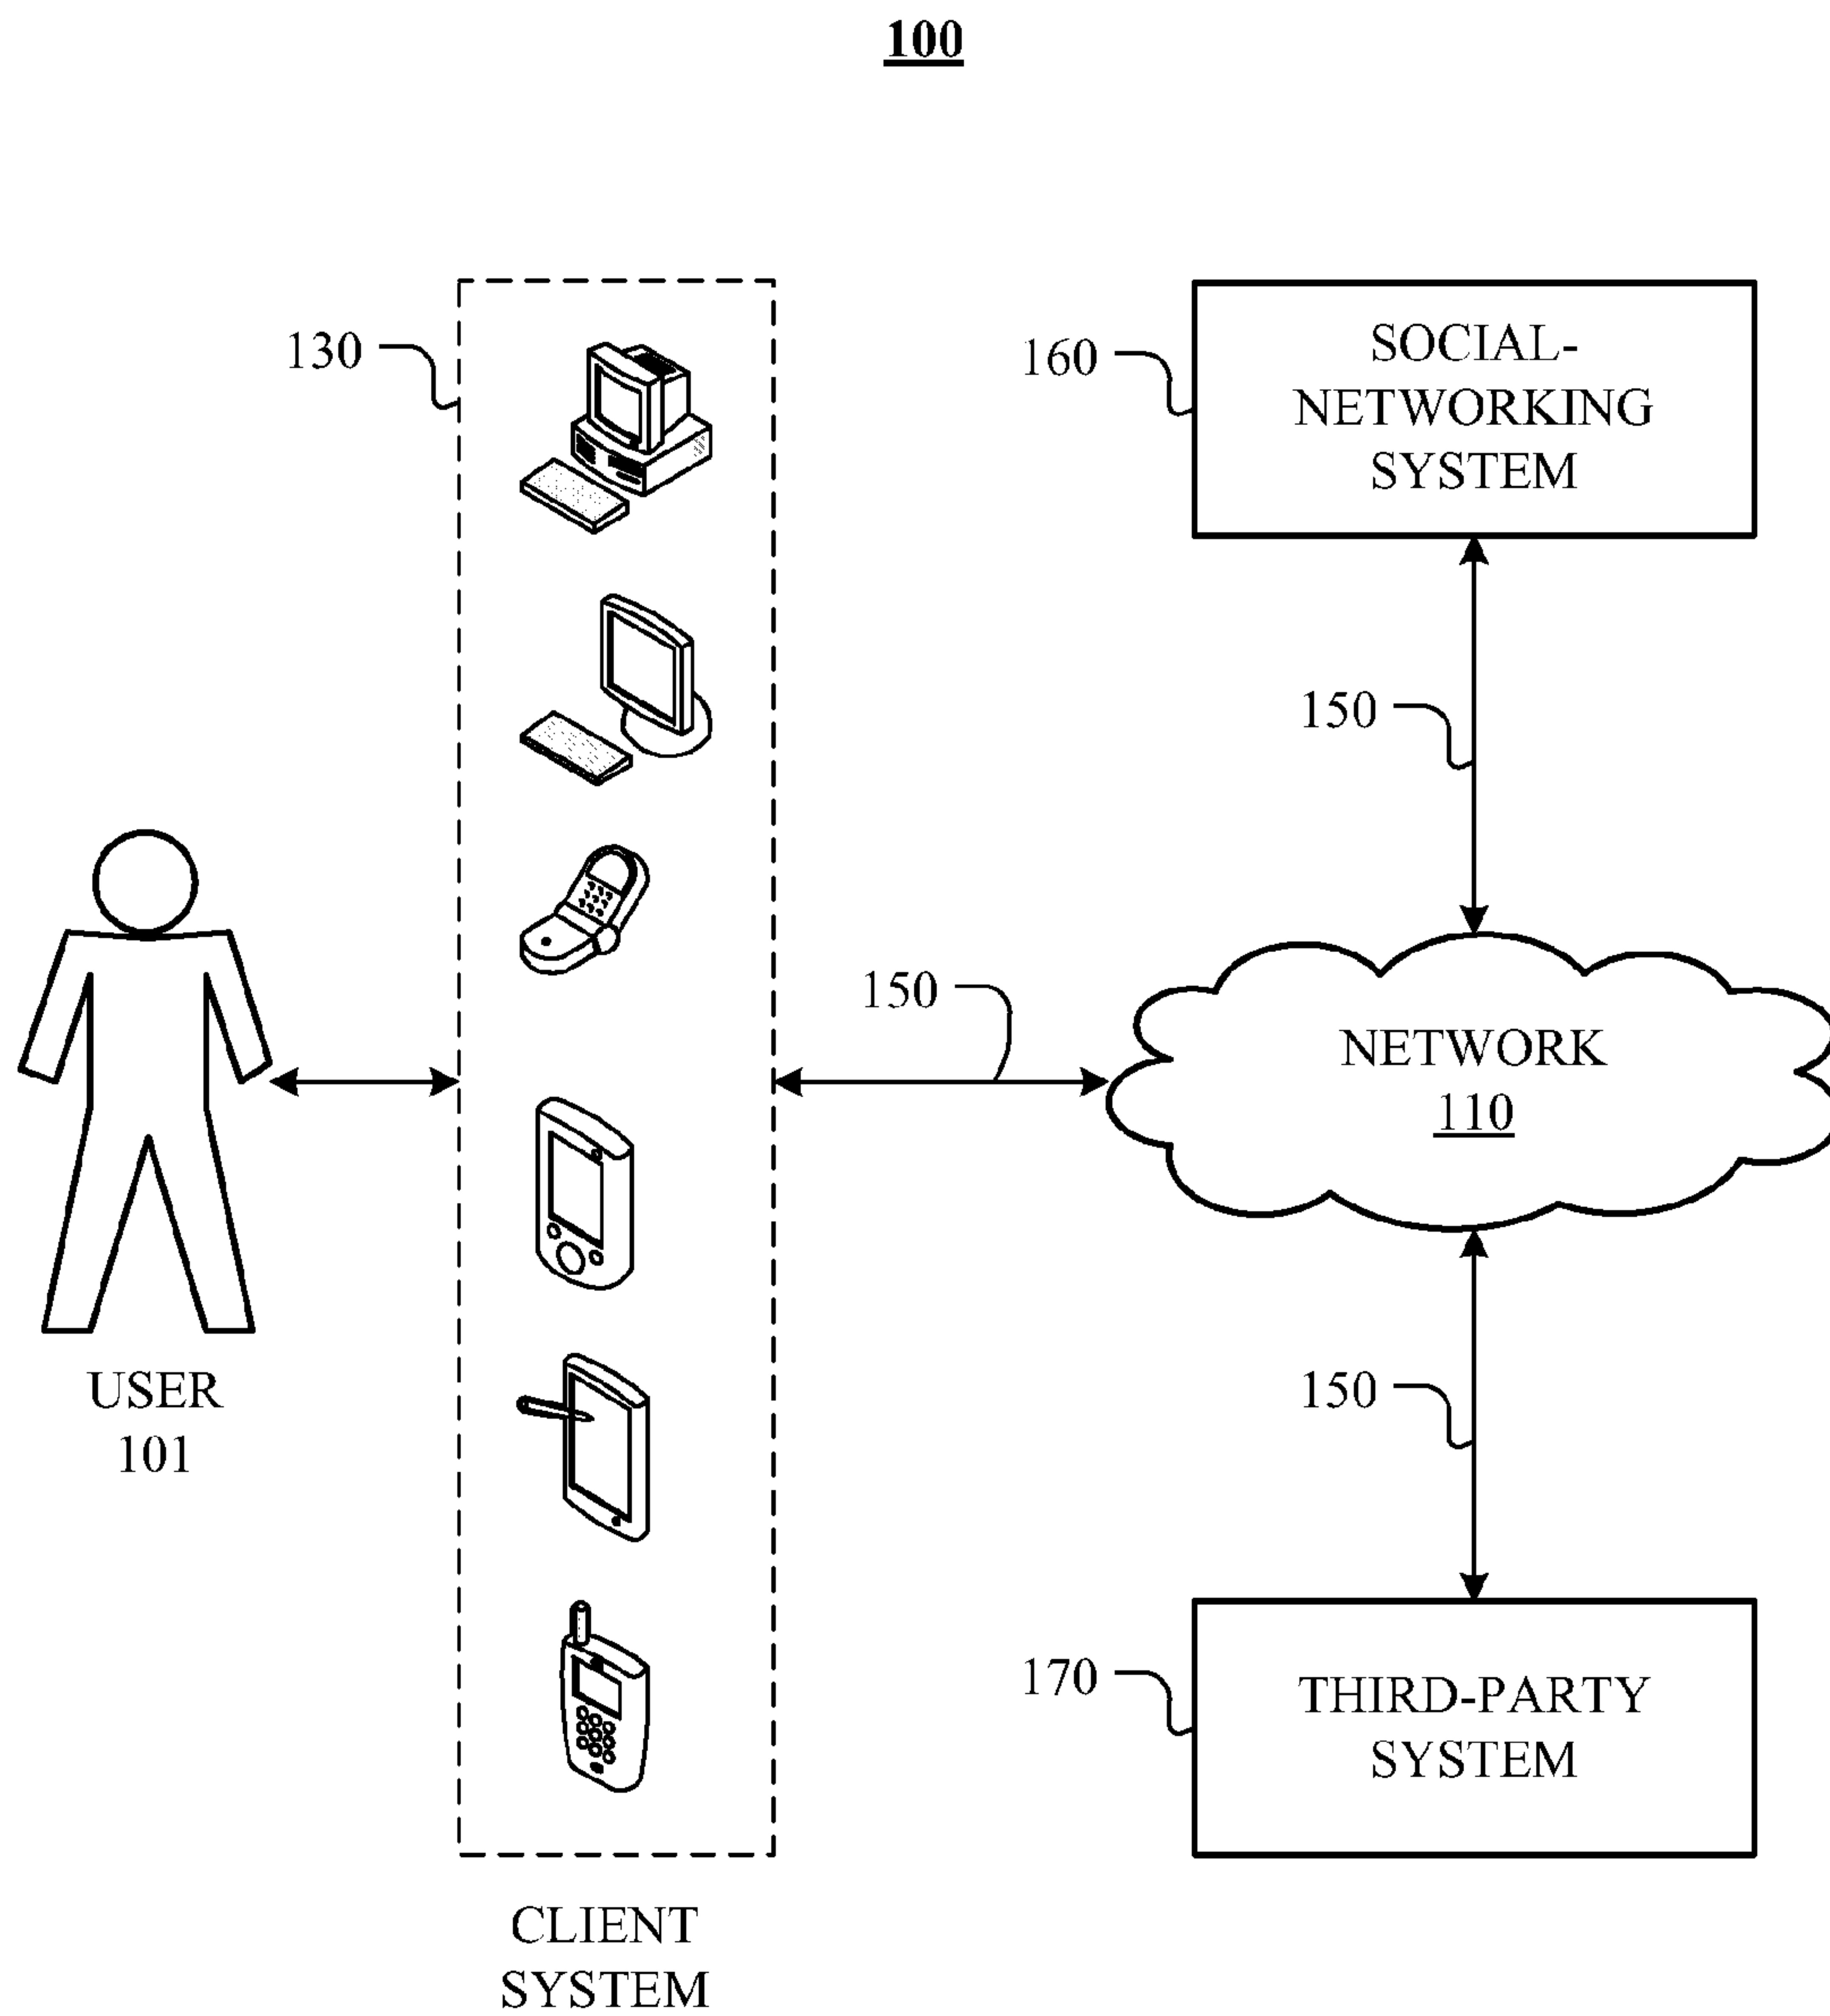 100
130
160
SOCIAL-
NETWORKING
SYSTEM
150
150
NETWORK
110
USER
101
150
170
THIRD-PARTY
SYSTEM
CLIENT
SYSTEM